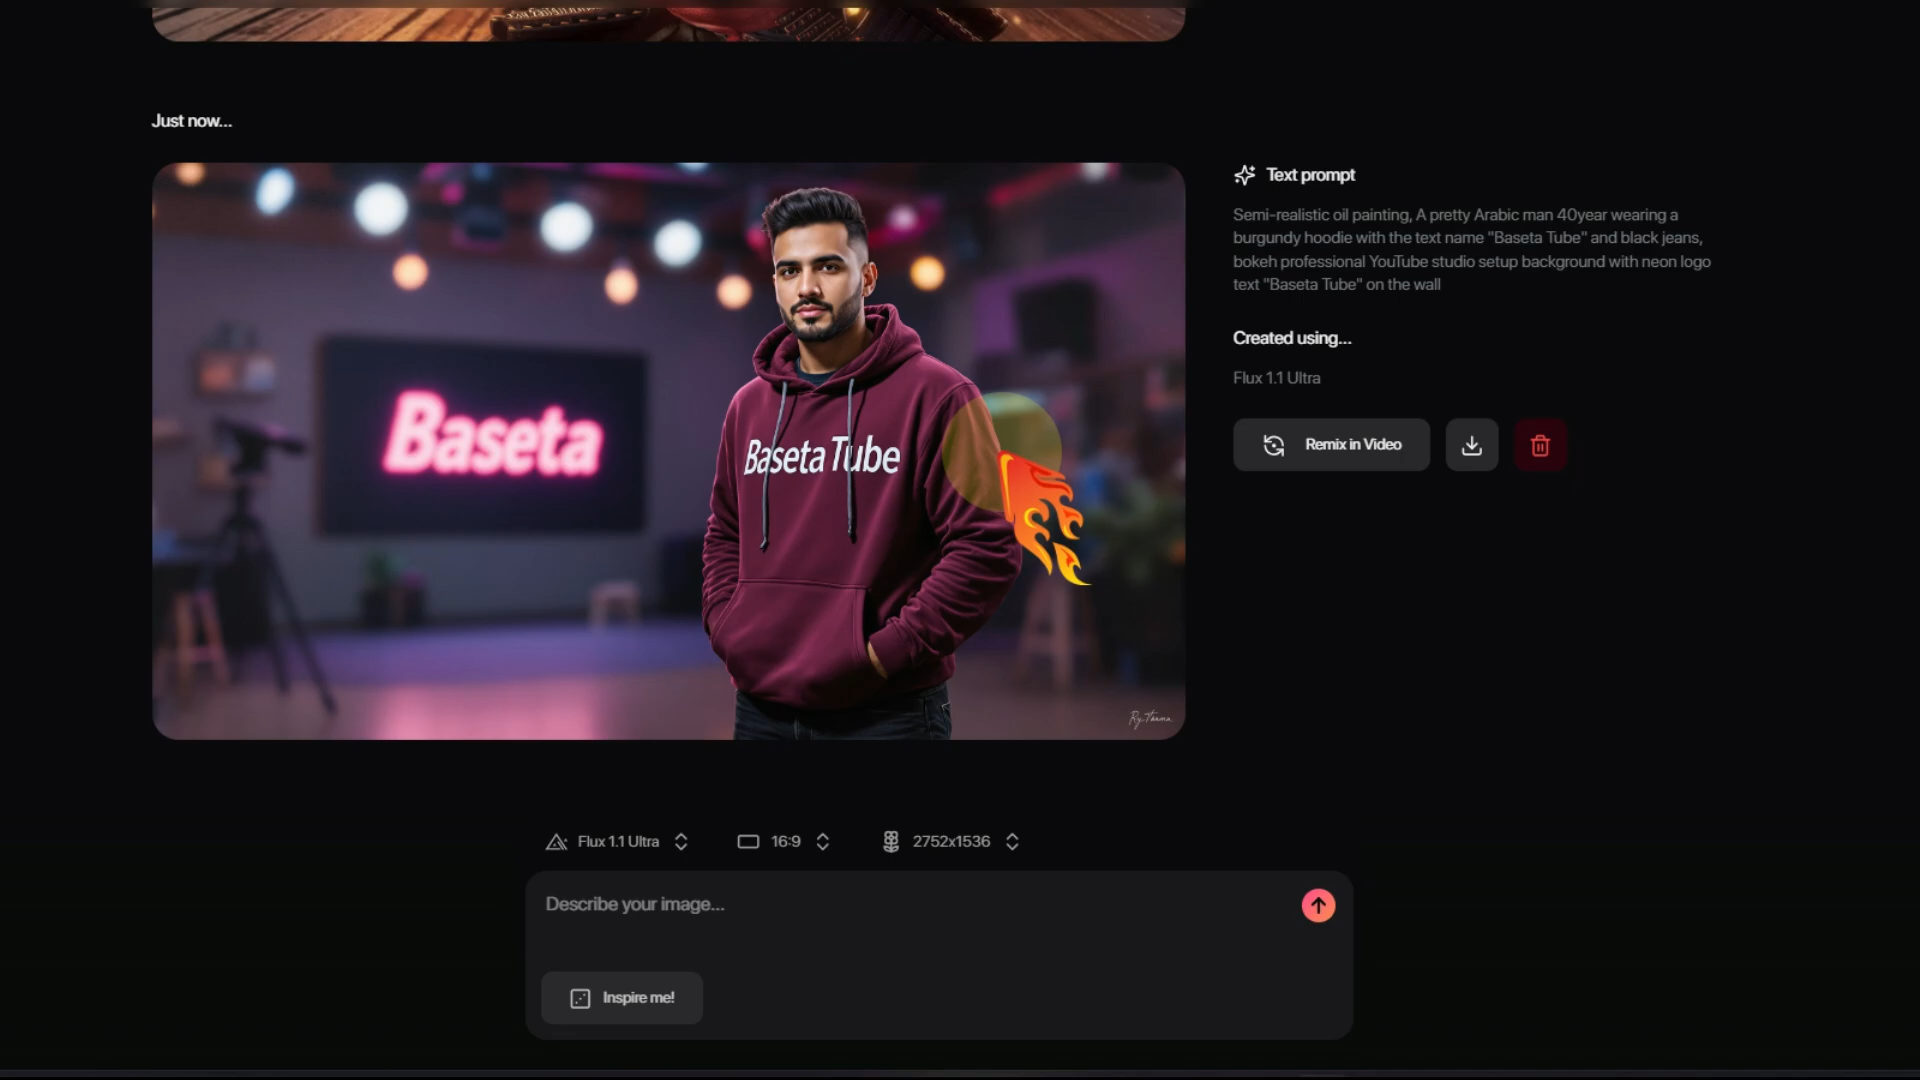 Just now...
Text prompt
Semi-realistic oil painting, A pretty Arabic man 40year wearing a
burgundy hoodie with the text name "Baseta Tube" and black jeans,
bokeh professional YouTube studio setup background with neon logo
text "Baseta Tube" on the wall
Created using...
Flux 1.1 Ultra
Remix in Video
Baseta
Baseta Tube
Flux 1.1 Ultra
16:9
2752x1536
Describe your image...
Inspire me!